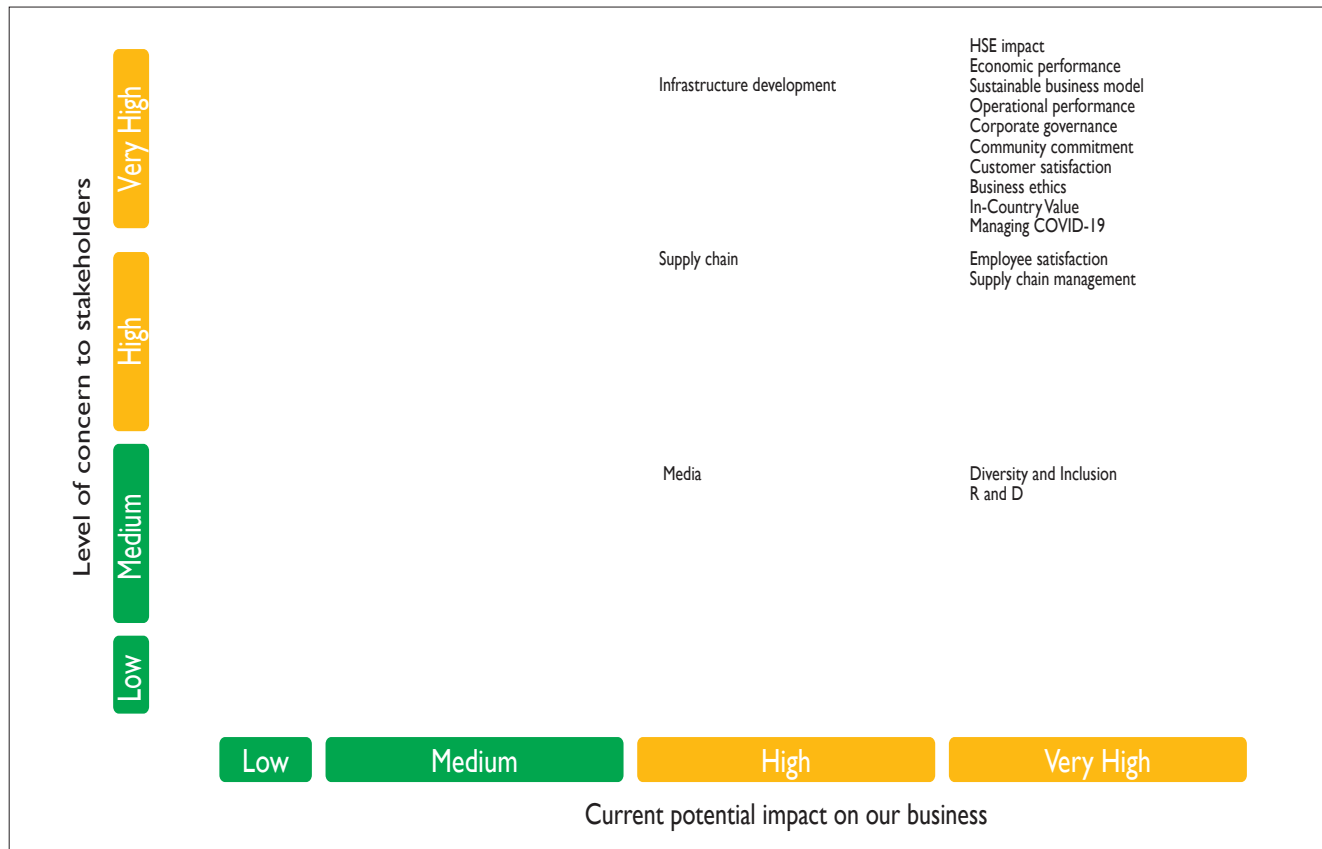 Level of concern to stakeholders
Very High
High
Medium
Low
Infrastructure development
HSE impact
Economic performance
Sustainable business model
Operational performance
Corporate governance
Community commitment
Customer satisfaction
Business ethics
In-Country Value
Managing COVID-19
Supply chain
Employee satisfaction
Supply chain management
Media
Diversity and Inclusion
R and D
Low
Medium
High
Very High
Current potential impact on our business